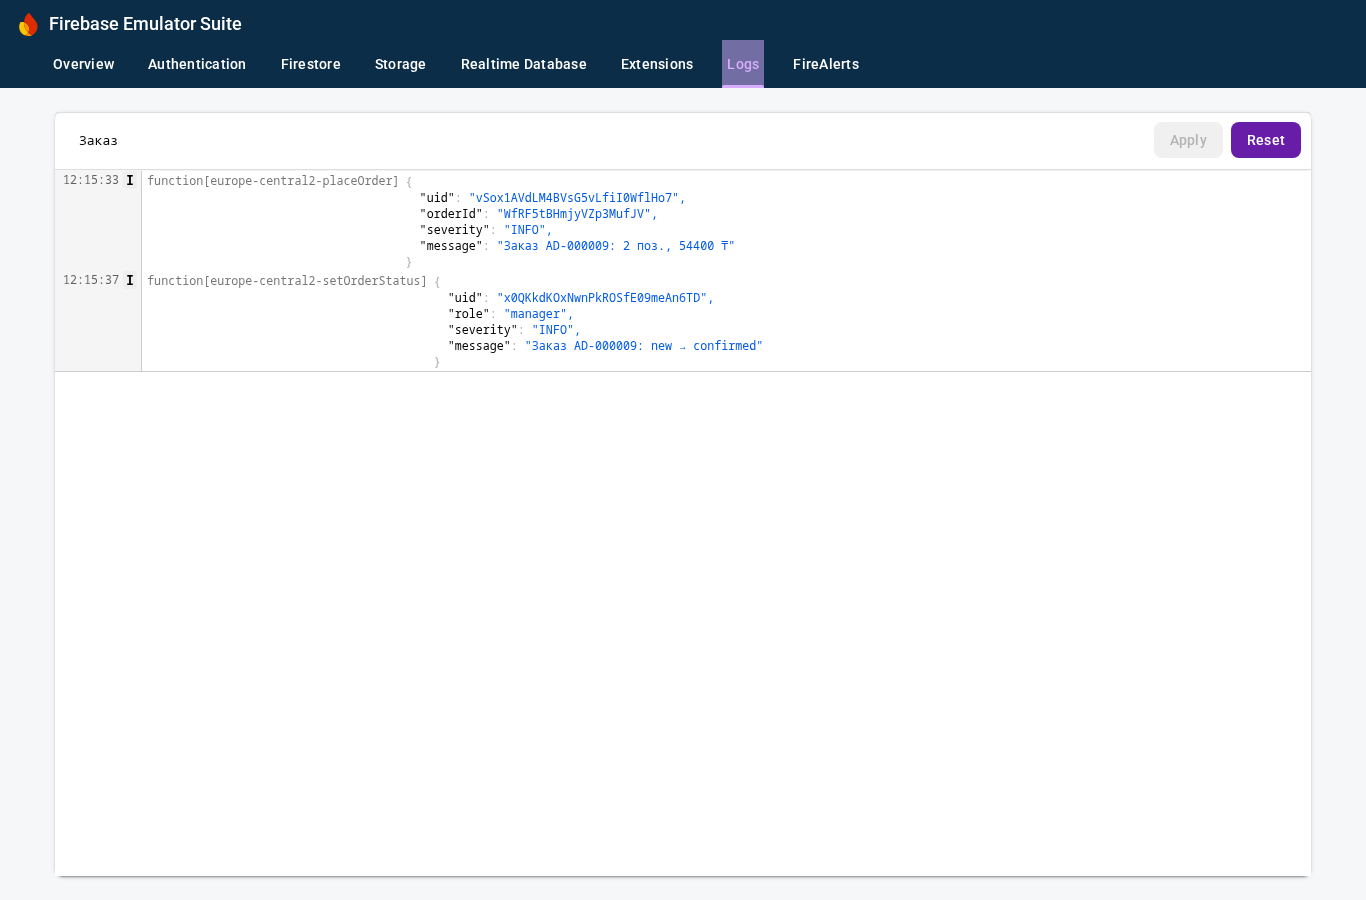 Firebase Emulator Suite
Overview Authentication Firestore Storage Realtime Database Extensions Logs FireAlerts
Заказ Apply Reset
12:15:33 I function[europe-central2-placeOrder] {
"uid": "vSox1AVdLM4BVsG5vLfiI0WflHo7",
"orderId": "WfRF5tBHmjyVZp3MufJV",
"severity": "INFO",
"message": "Заказ AD-000009: 2 поз., 54400 ₸"
}
12:15:37 I function[europe-central2-setOrderStatus] {
"uid": "x0QKkdKOxNwnPkROSfE09meAn6TD",
"role": "manager",
"severity": "INFO",
"message": "Заказ AD-000009: new → confirmed"
}